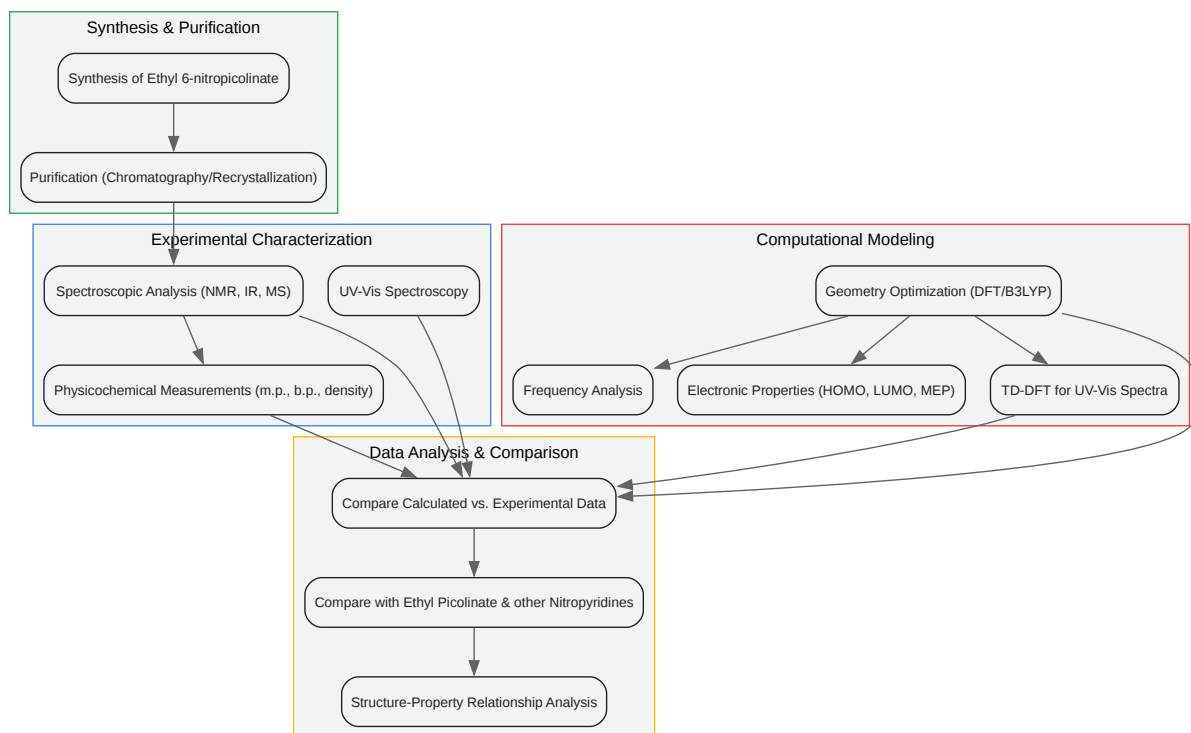 Synthesis & Purification
Synthesis of Ethyl 6-nitropicolinate
Purification (Chromatography/Recrystallization)
Experimental Characterization
Spectroscopic Analysis (NMR, IR, MS)
UV-Vis Spectroscopy
Physicochemical Measurements (m.p., b.p., density)
Computational Modeling
Geometry Optimization (DFT/B3LYP)
Frequency Analysis
Electronic Properties (HOMO, LUMO, MEP)
TD-DFT for UV-Vis Spectra
Data Analysis & Comparison
Compare Calculated vs. Experimental Data
Compare with Ethyl Picolinate & other Nitropyridines
Structure-Property Relationship Analysis